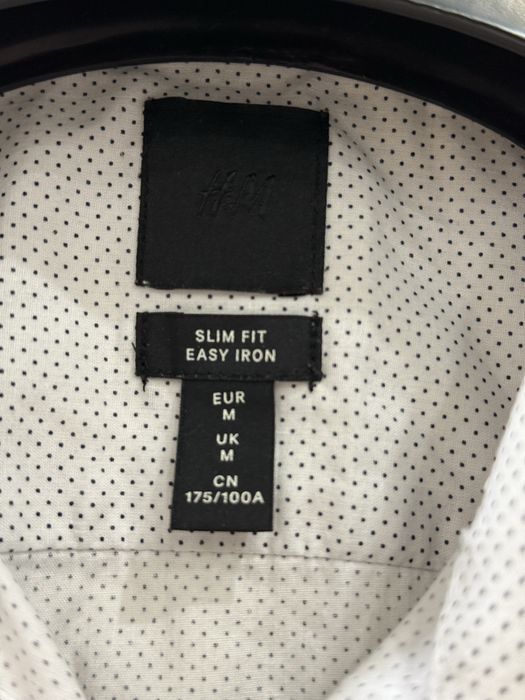 H&M
SLIM FIT
EASY IRON
EUR
M
UK
M
CN
175/100A